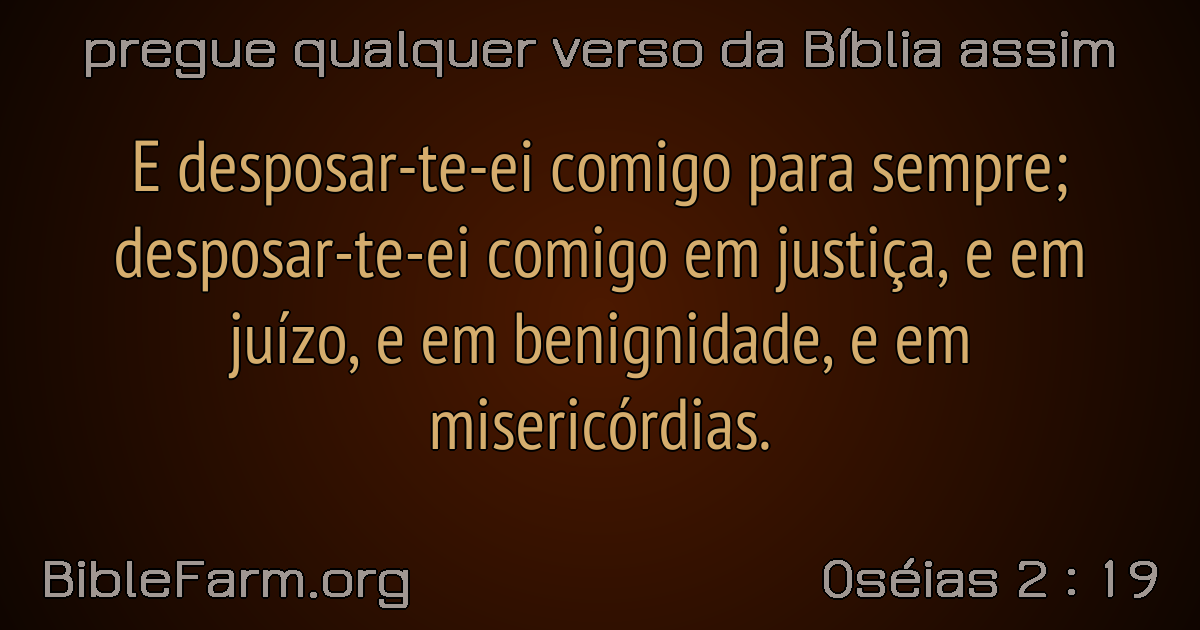 pregue qualquer verso da Bíblia assim
E desposar-te-ei comigo para sempre;
desposar-te-ei comigo em justiça, e em
juízo, e em benignidade, e em
misericórdias.
BibleFarm.org
Oséias 2 : 19